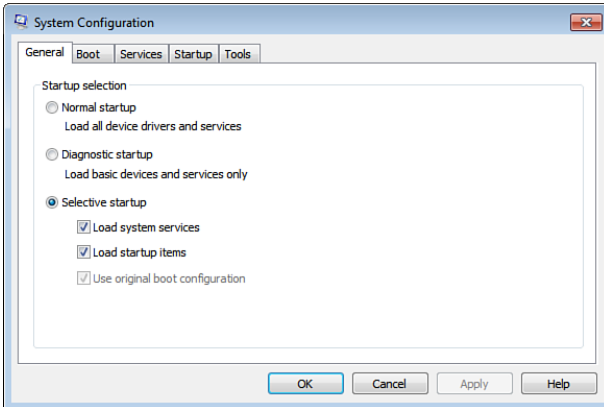 System Configuration
General Boot Services Startup Tools
Startup selection
Normal startup
Load all device drivers and services
Diagnostic startup
Load basic devices and services only
Selective startup
Load system services
Load startup items
Use original boot configuration
OK Cancel Apply Help